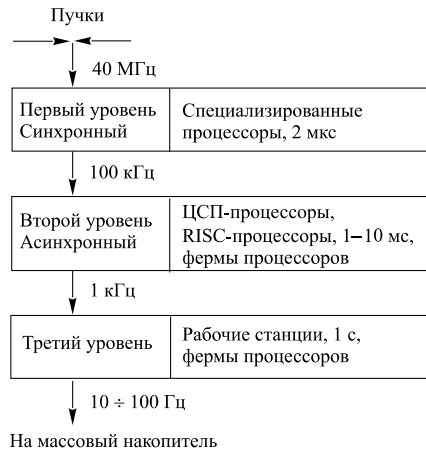 Пучки
40 МГц
Первый уровень
Синхронный
Специализированные
процессоры, 2 мкс
100 кГц
Второй уровень
Асинхронный
ЦСП-процессоры,
RISC-процессоры, 1–10 мс,
фермы процессоров
1 кГц
Третий уровень
Рабочие станции, 1 с,
фермы процессоров
10 ÷ 100 Гц
На массовый накопитель